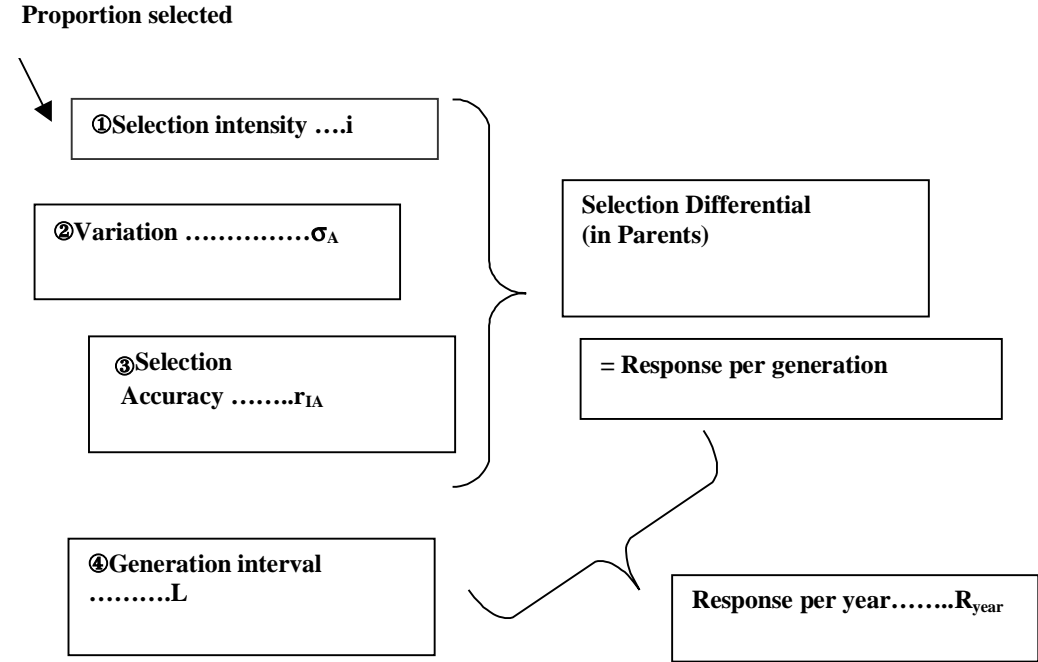 Proportion selected
①Selection intensity ….i
②Variation ……………σA
③Selection
Accuracy ……..rIA
Selection Differential
(in Parents)
= Response per generation
④Generation interval
……….L
Response per year……..Ryear